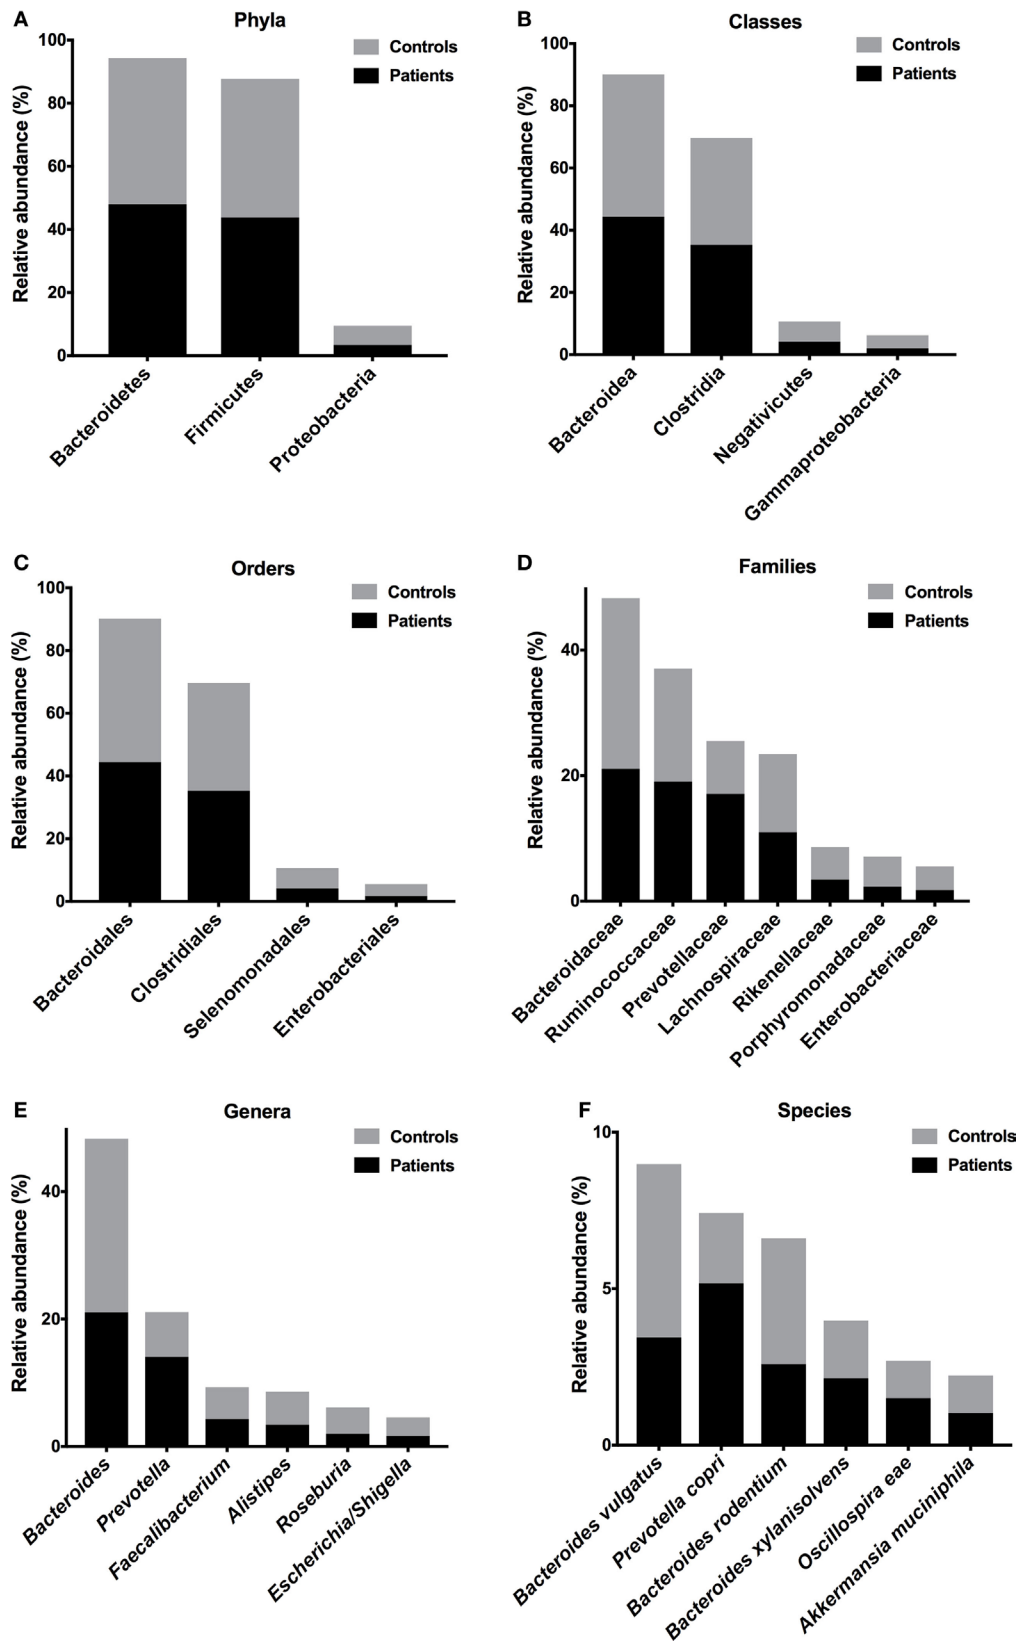 A
Phyla
Controls
Patients
Relative abundance (%)
100
80
60
40
20
0
Bacteroidetes
Firmicutes
Proteobacteria
B
Classes
Controls
Patients
Relative abundance (%)
100
80
60
40
20
0
Bacteroidea
Clostridia
Negativicutes
Gammaproteobacteria
C
Orders
Controls
Patients
Relative abundance (%)
100
80
60
40
20
0
Bacteroidales
Clostridiales
Selenomonadales
Enterobacteriales
D
Families
Controls
Patients
Relative abundance (%)
40
20
0
Bacteroidaceae
Ruminococcaceae
Prevotellaceae
Lachnospiraceae
Rikenellaceae
Porphyromonadaceae
Enterobacteriaceae
E
Genera
Controls
Patients
Relative abundance (%)
40
20
0
Bacteroides
Prevotella
Faecalibacterium
Alistipes
Roseburia
Escherichia/Shigella
F
Species
Controls
Patients
Relative abundance (%)
10
5
0
Bacteroides vulgatus
Prevotella copri
Bacteroides rodentium
Bacteroides xylanisolvens
Oscillospira eae
Akkermansia muciniphila